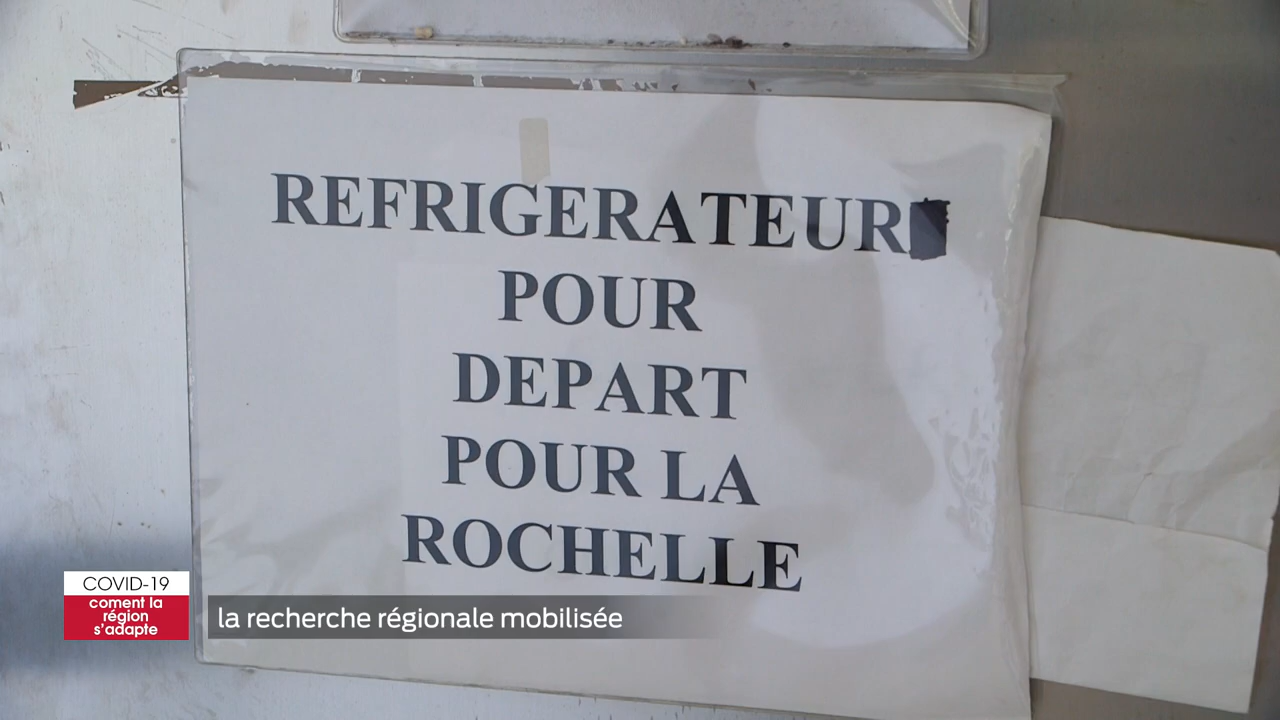 REFRIGERATEUR
POUR
DEPART
POUR LA
ROCHELLE
COVID-19
coment la
région
s'adapte
la recherche régionale mobilisée